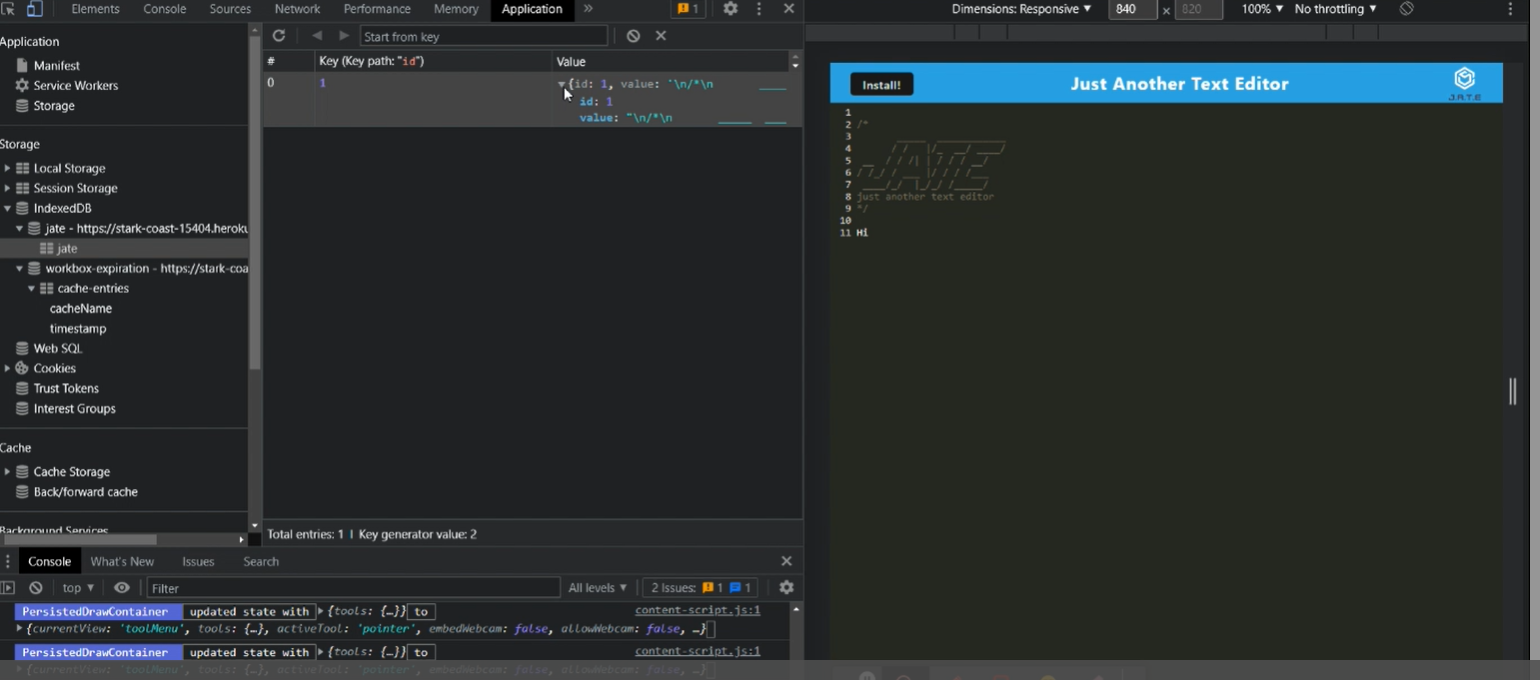 Elements Console Sources Network Performance Memory Application » 1
Dimensions: Responsive ▼ 840 × 820 100% ▼ No throttling ▼
Application
Manifest
Service Workers
Storage
Storage
Local Storage
Session Storage
IndexedDB
jate - https://stark-coast-15404.heroku
jate
workbox-expiration - https://stark-coa
cache-entries
cacheName
timestamp
Web SQL
Cookies
Trust Tokens
Interest Groups
Cache
Cache Storage
Back/forward cache
Background Services
Start from key
# Key (Key path: "id") Value
0 1 ▼{id: 1, value: `\n/*\n ____
id: 1
value: "\n/*\n _____ ___
Total entries: 1 | Key generator value: 2
Install! Just Another Text Editor J.A.T.E
1
2 /*
3
4
5
6
7
8 just another text editor
9 */
10
11 Hi
Console What's New Issues Search
top ▼ Filter All levels ▼ 2 Issues: 1 1
PersistedDrawContainer updated state with ▶{tools: {…}} to content-script.js:1
▶{currentView: 'toolMenu', tools: {…}, activeTool: 'pointer', embedWebcam: false, allowWebcam: false, …}
PersistedDrawContainer updated state with ▶{tools: {…}} to content-script.js:1
▶{currentView: 'toolMenu', tools: {…}, activeTool: 'pointer', embedWebcam: false, allowWebcam: false, …}